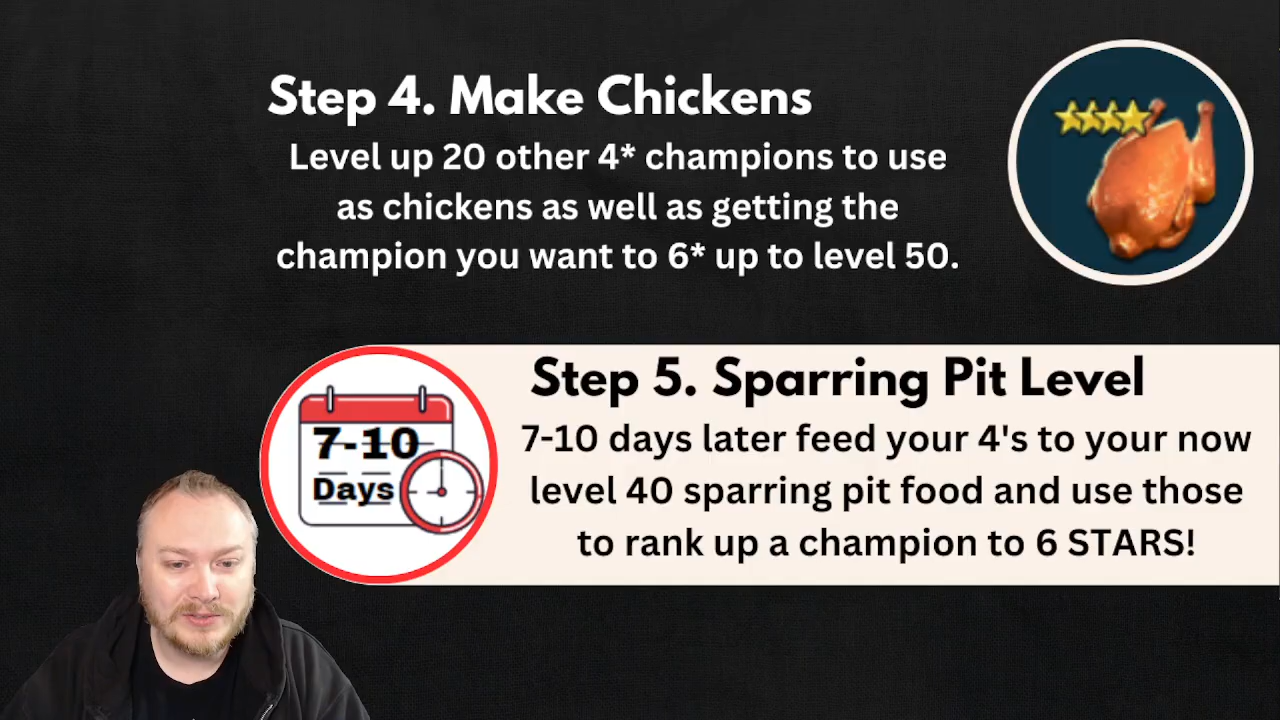 Step 4. Make Chickens
Level up 20 other 4* champions to use
as chickens as well as getting the
champion you want to 6* up to level 50.
7-10
Days
Step 5. Sparring Pit Level
7-10 days later feed your 4's to your now
level 40 sparring pit food and use those
to rank up a champion to 6 STARS!